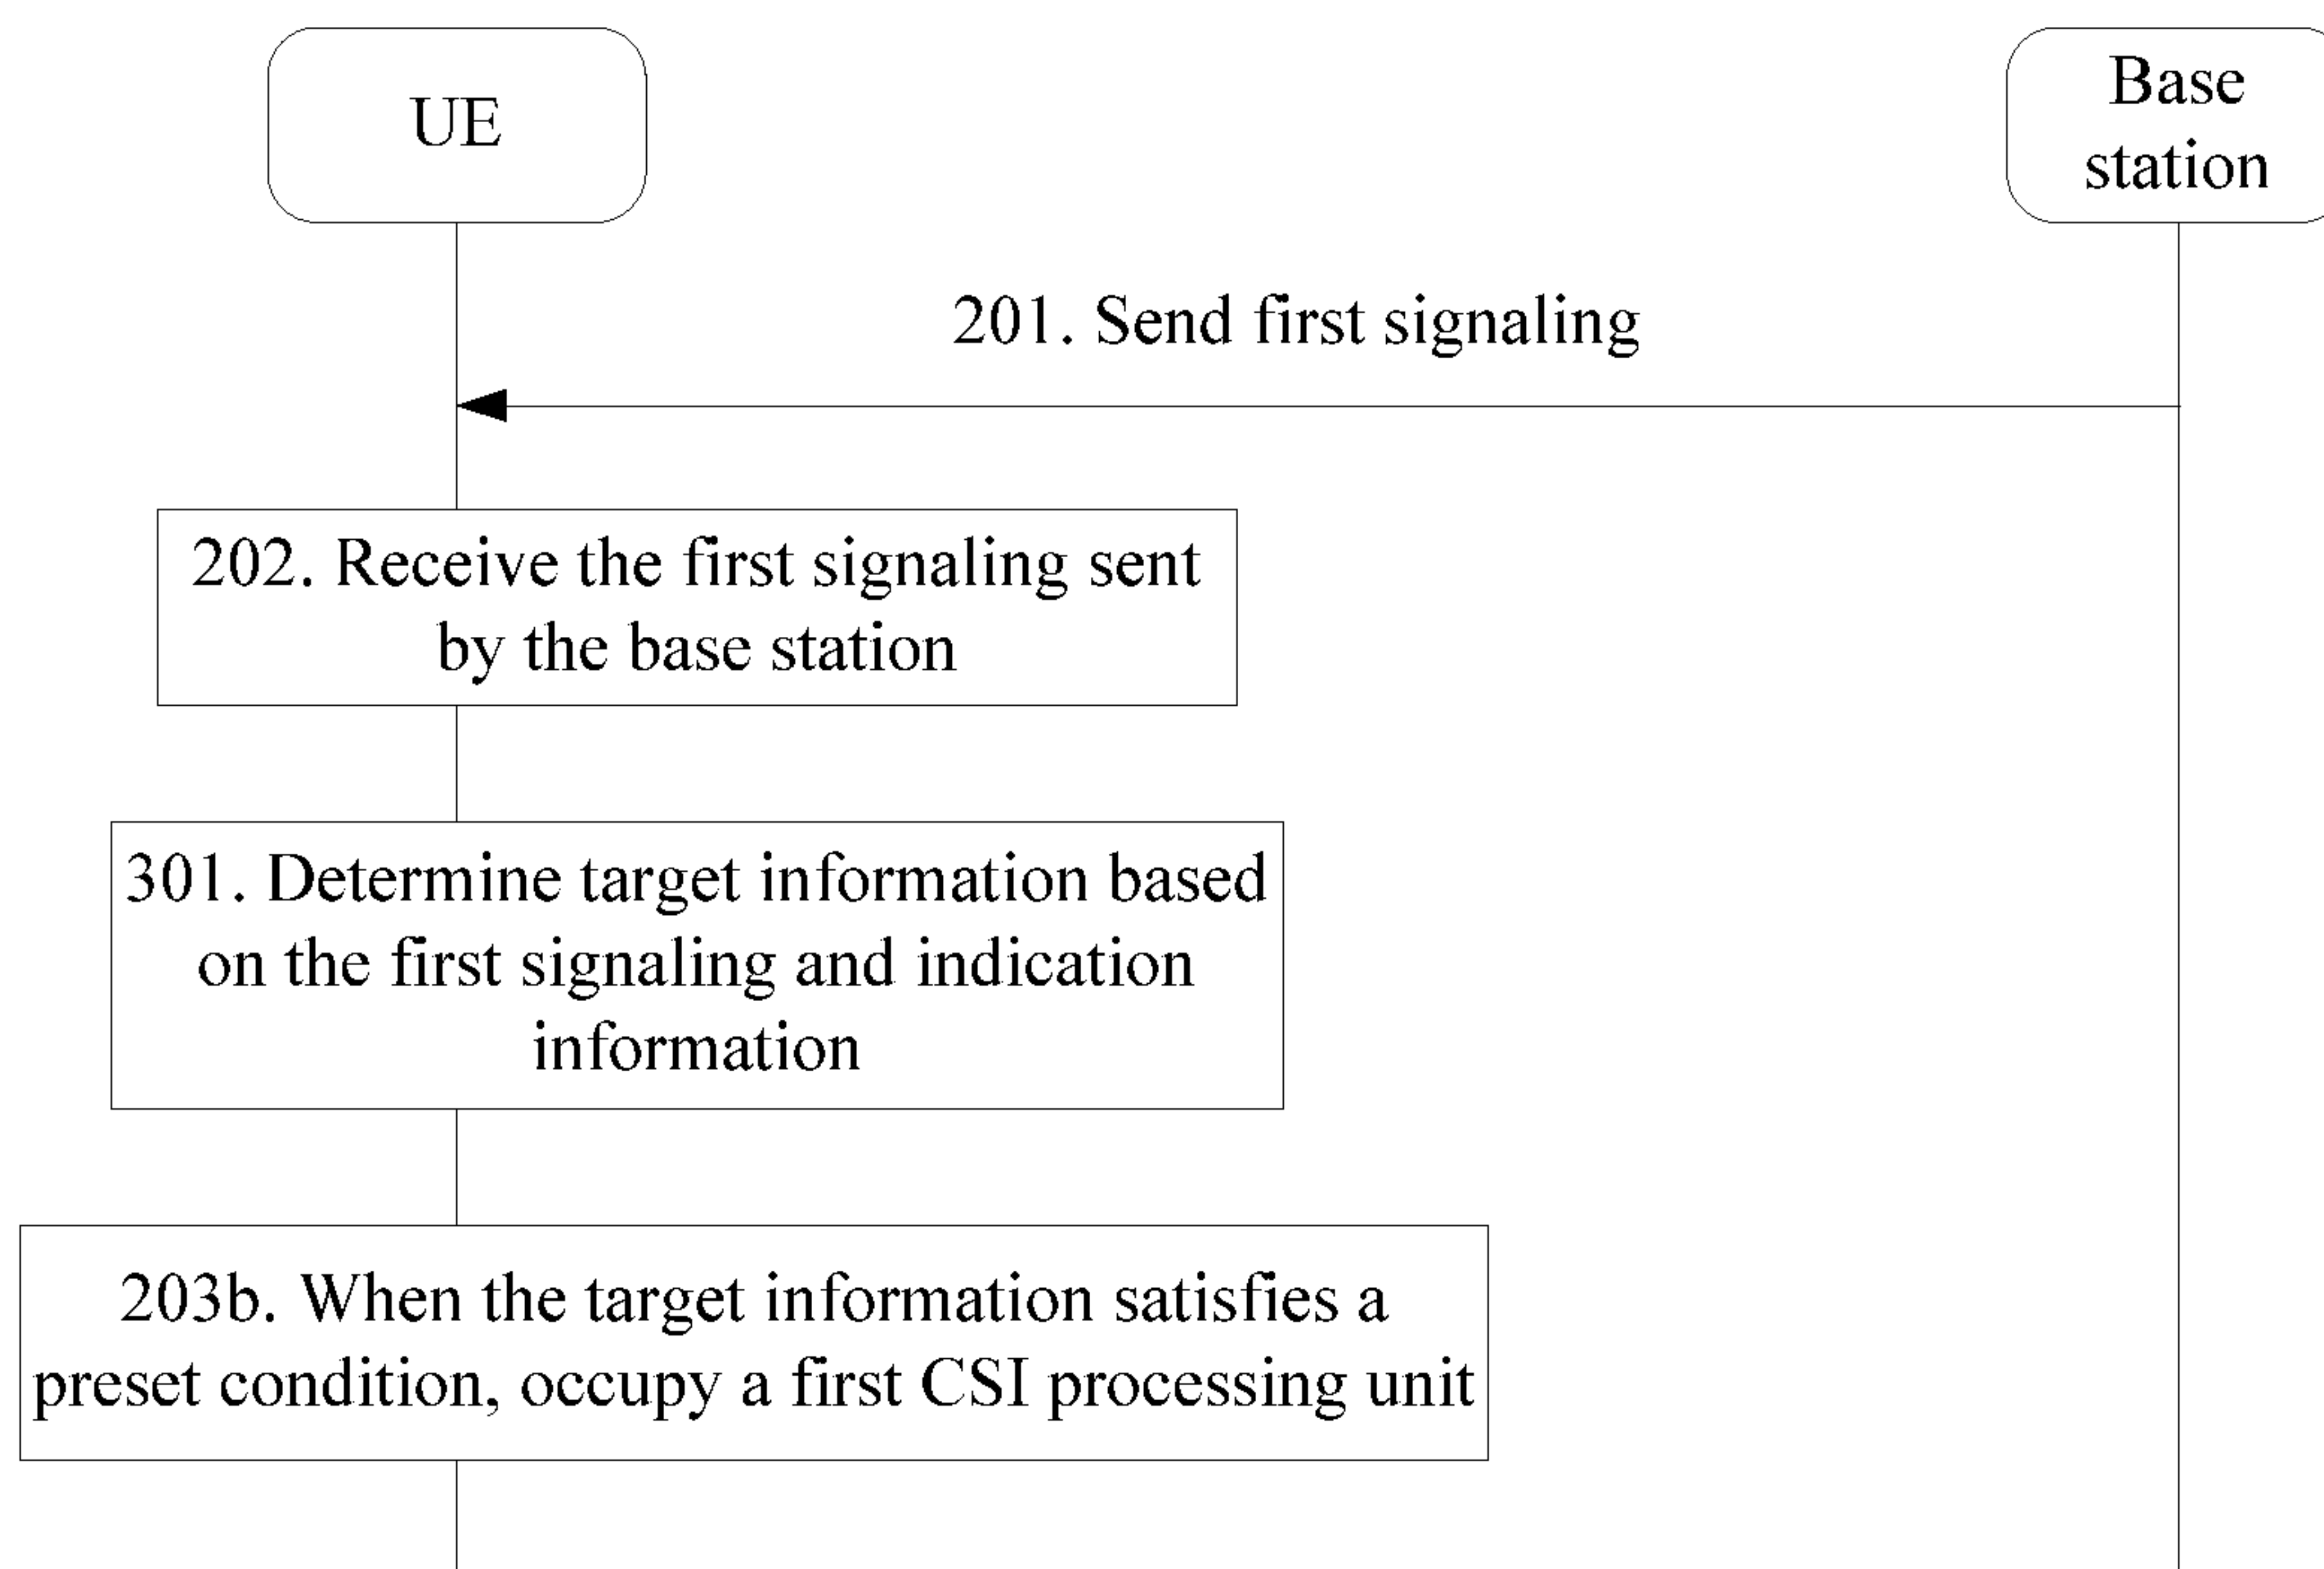 UE
Base
station
201. Send first signaling
202. Receive the first signaling sent
by the base station
301. Determine target information based
on the first signaling and indication
information
203b. When the target information satisfies a
preset condition, occupy a first CSI processing unit